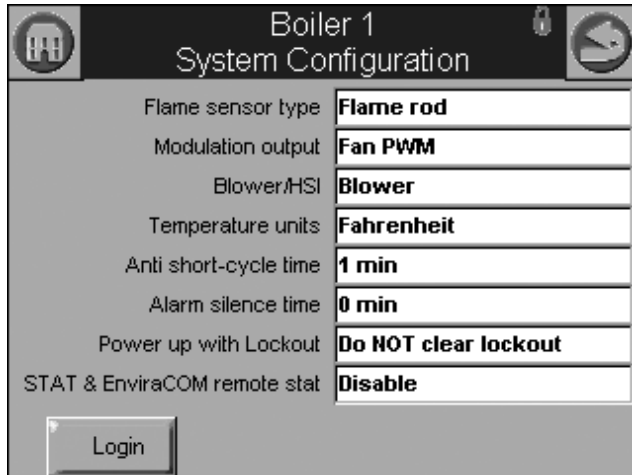 Boiler 1
System Configuration
Flame sensor type Flame rod
Modulation output Fan PWM
Blower/HSI Blower
Temperature units Fahrenheit
Anti short-cycle time 1 min
Alarm silence time 0 min
Power up with Lockout Do NOT clear lockout
STAT & EnviraCOM remote stat Disable
Login